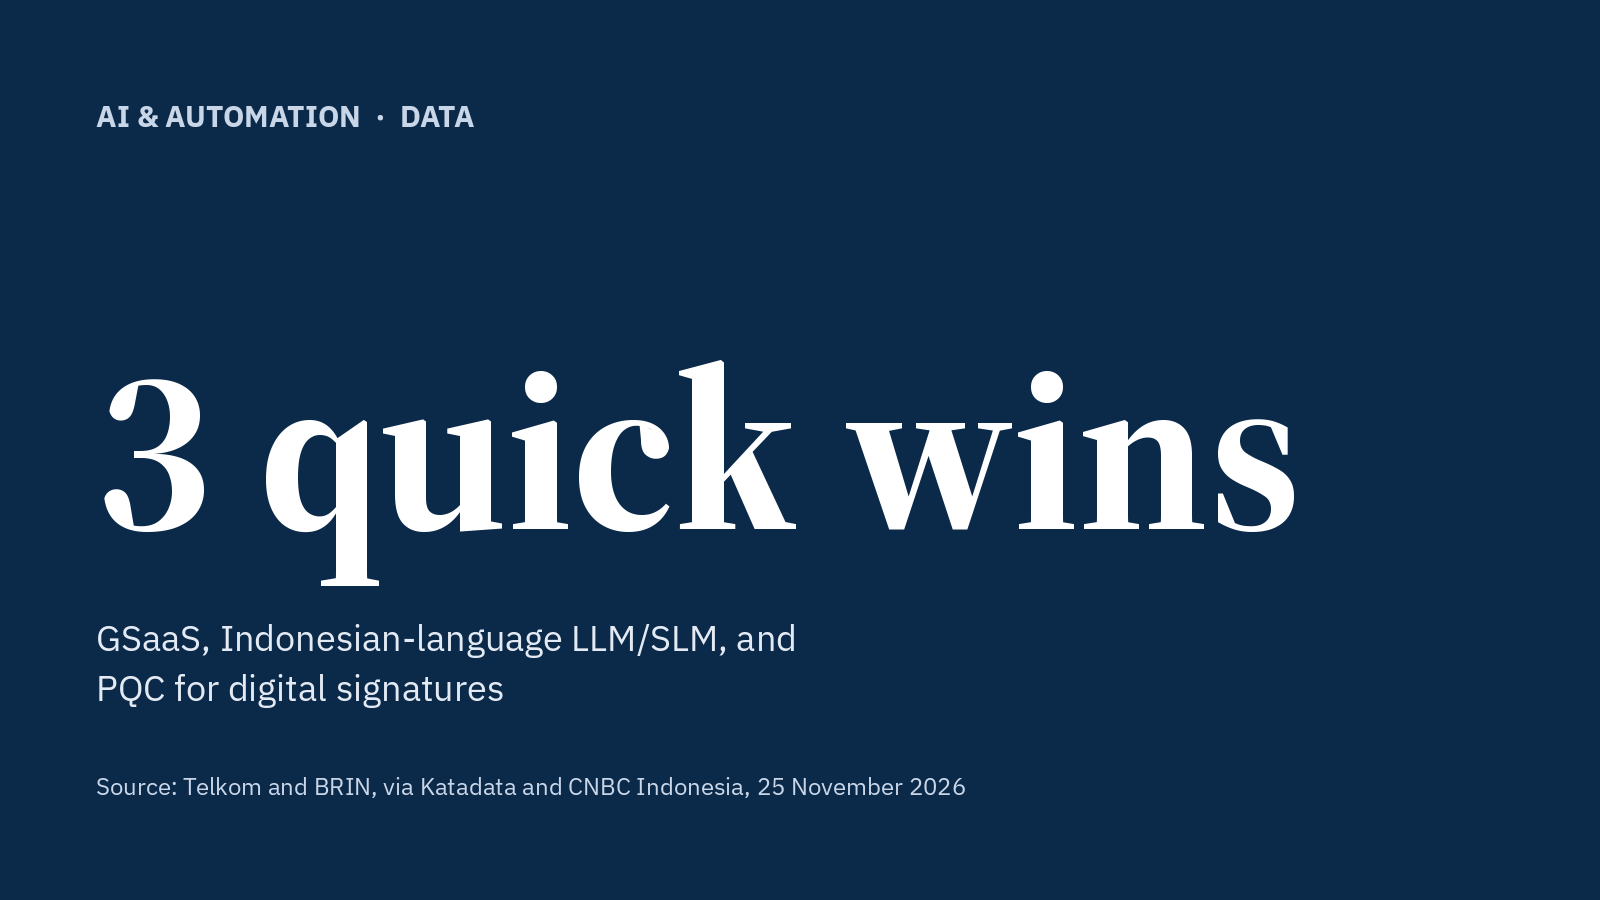 AI & AUTOMATION · DATA
3 quick wins
GSaaS, Indonesian-language LLM/SLM, and
PQC for digital signatures
Source: Telkom and BRIN, via Katadata and CNBC Indonesia, 25 November 2026